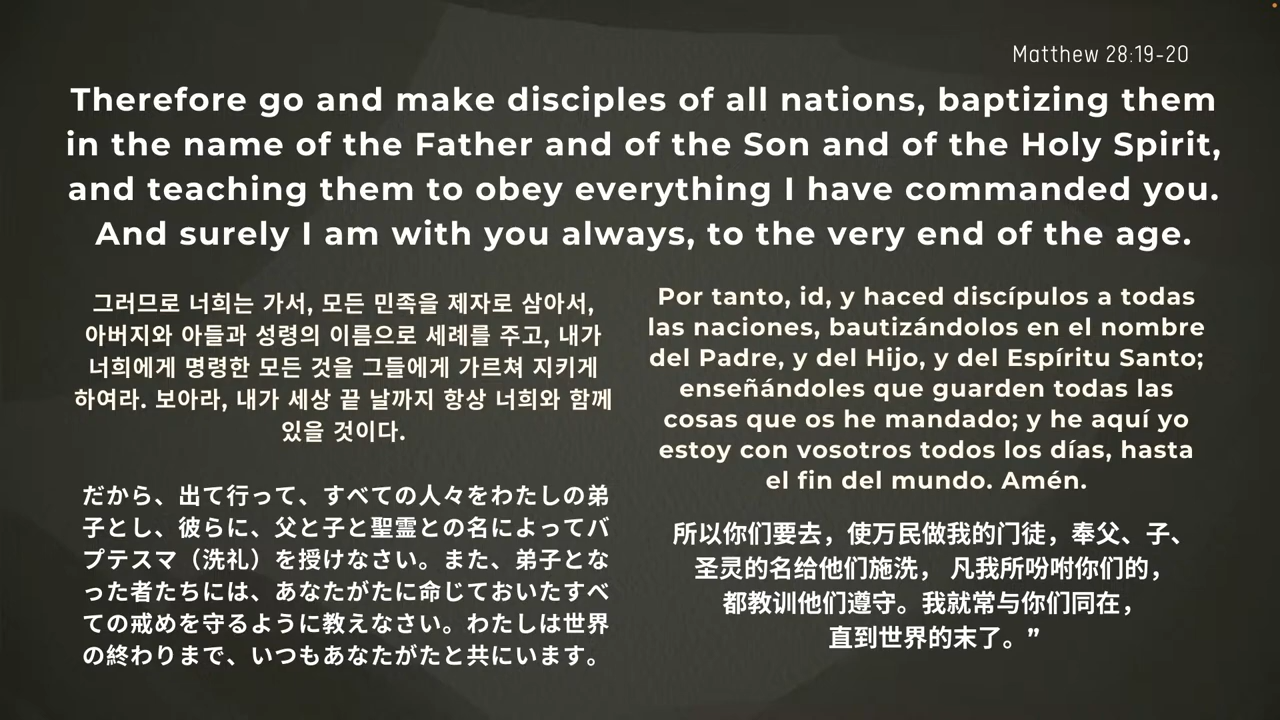 Matthew 28:19-20
Therefore go and make disciples of all nations, baptizing them
in the name of the Father and of the Son and of the Holy Spirit,
and teaching them to obey everything I have commanded you.
And surely I am with you always, to the very end of the age.
그러므로 너희는 가서, 모든 민족을 제자로 삼아서,
아버지와 아들과 성령의 이름으로 세례를 주고, 내가
너희에게 명령한 모든 것을 그들에게 가르쳐 지키게
하여라. 보아라, 내가 세상 끝 날까지 항상 너희와 함께
있을 것이다.
だから、出て行って、すべての人々をわたしの弟
子とし、彼らに、父と子と聖霊との名によってバ
プテスマ（洗礼）を授けなさい。また、弟子とな
った者たちには、あなたがたに命じておいたすべ
ての戒めを守るように教えなさい。わたしは世界
の終わりまで、いつもあなたがたと共にいます。
Por tanto, id, y haced discípulos a todas
las naciones, bautizándolos en el nombre
del Padre, y del Hijo, y del Espíritu Santo;
enseñándoles que guarden todas las
cosas que os he mandado; y he aquí yo
estoy con vosotros todos los días, hasta
el fin del mundo. Amén.
所以你们要去，使万民做我的门徒，奉父、子、
圣灵的名给他们施洗， 凡我所吩咐你们的，
都教训他们遵守。我就常与你们同在，
直到世界的末了。”